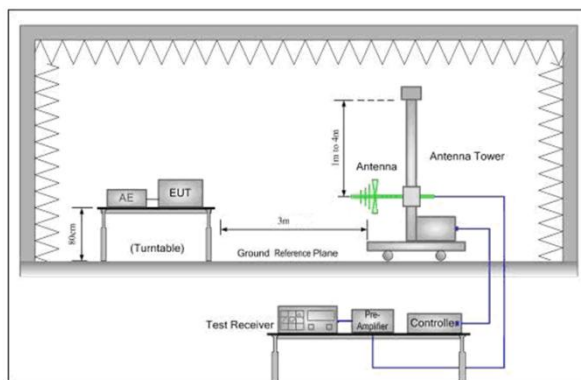 1m to 4m
Antenna
Antenna Tower
AE
EUT
80cm
(Turntable)
3m
Ground Reference Plane
Test Receiver
Pre-
Amplifier
Controller